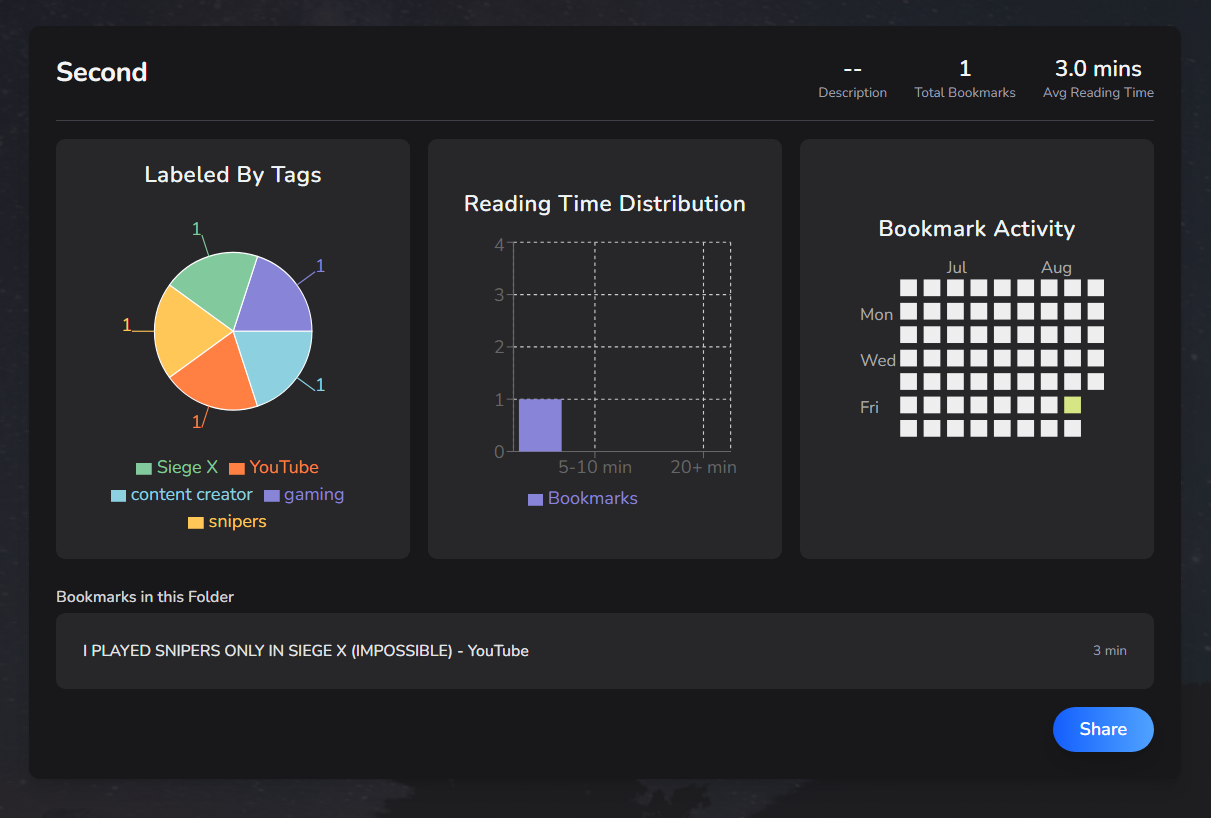 Second
--
Description
1
Total Bookmarks
3.0 mins
Avg Reading Time
Labeled By Tags
1
1
1
1
1
Siege X YouTube
content creator gaming
snipers
Reading Time Distribution
4
3
2
1
0
5-10 min 20+ min
Bookmarks
Bookmark Activity
Jul Aug
Mon
Wed
Fri
Bookmarks in this Folder
I PLAYED SNIPERS ONLY IN SIEGE X (IMPOSSIBLE) - YouTube 3 min
Share